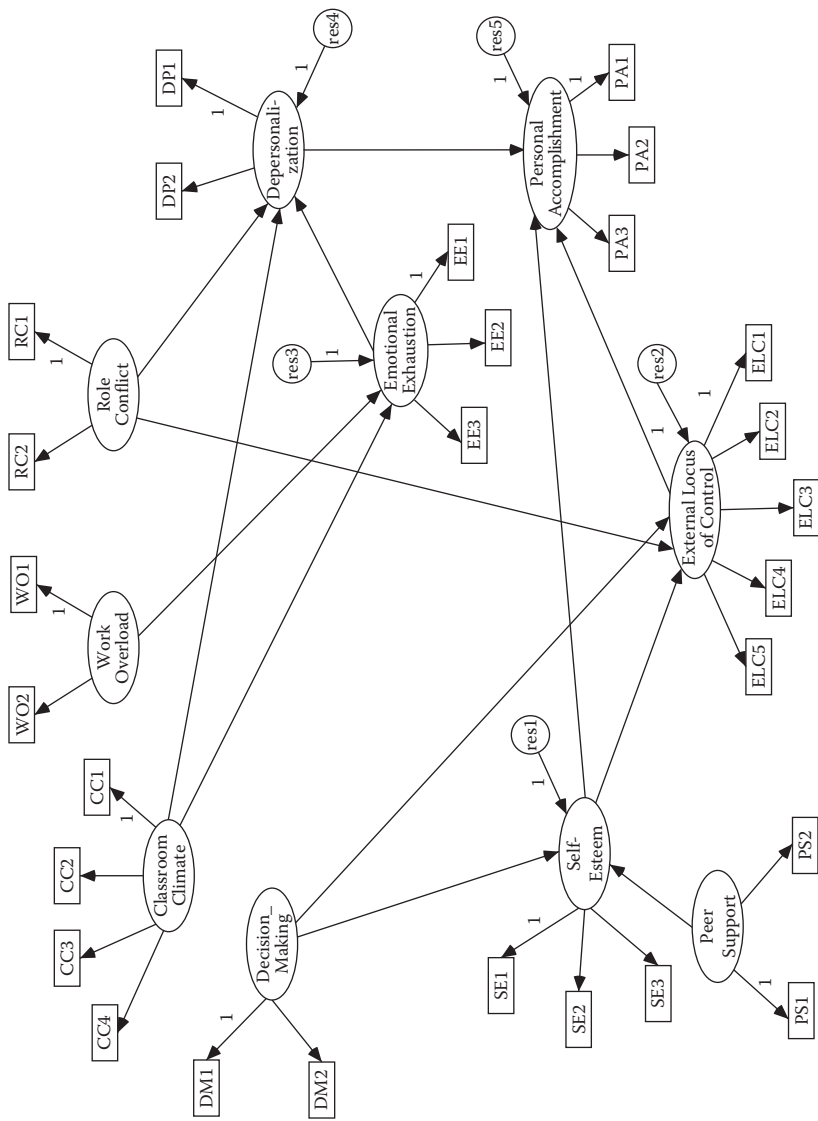 RC2
RC1
1
Role
Conflict
WO2
WO1
1
Work
Overload
CC4
CC3
CC2
CC1
1
Classroom
Climate
DP2
DP1
1
Depersonali-
zation
res4
1
res3
1
Emotional
Exhaustion
1
EE1
EE2
EE3
DM1
DM2
1
Decision_
Making
res5
1
Personal
Accomplishment
1
PA1
PA2
PA3
res1
1
Self-
Esteem
1
SE1
SE2
SE3
res2
1
External Locus
of Control
1
ELC1
ELC2
ELC3
ELC4
ELC5
Peer
Support
1
PS1
PS2